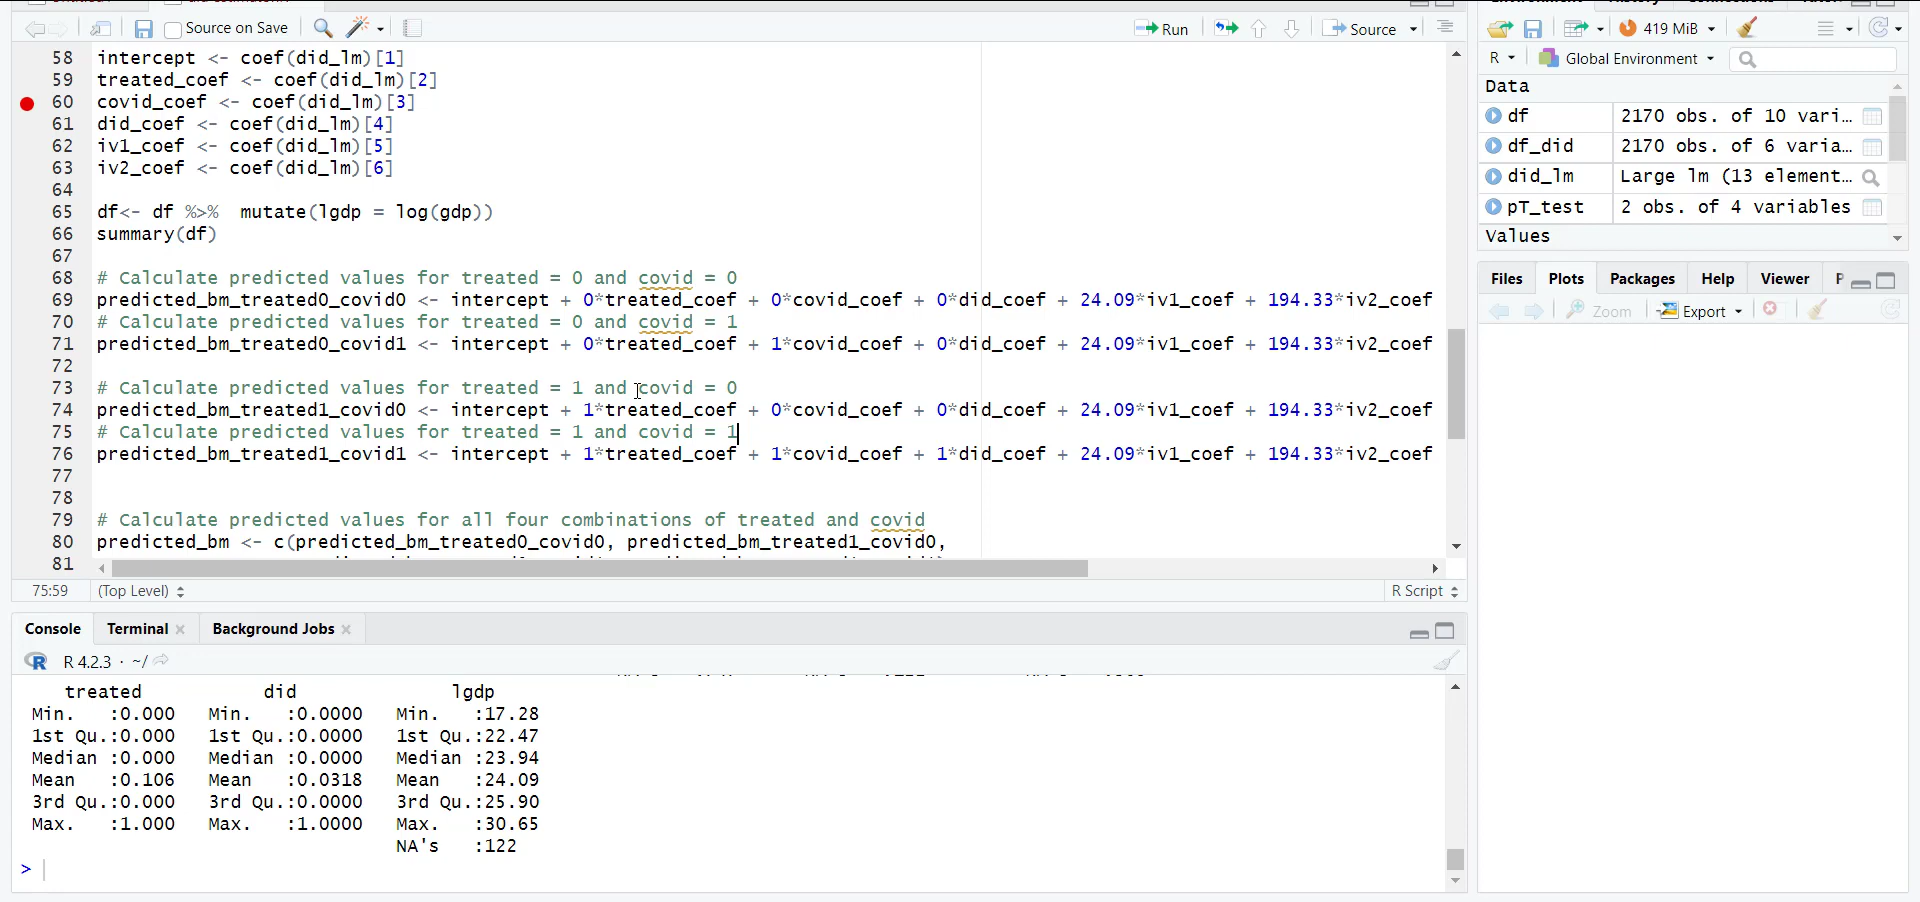 Source on Save
Run
Source
58 intercept <- coef(did_lm)[1]
59 treated_coef <- coef(did_lm)[2]
60 covid_coef <- coef(did_lm)[3]
61 did_coef <- coef(did_lm)[4]
62 iv1_coef <- coef(did_lm)[5]
63 iv2_coef <- coef(did_lm)[6]
64
65 df<- df %>%  mutate(lgdp = log(gdp))
66 summary(df)
67
68 # Calculate predicted values for treated = 0 and covid = 0
69 predicted_bm_treated0_covid0 <- intercept + 0*treated_coef + 0*covid_coef + 0*did_coef + 24.09*iv1_coef + 194.33*iv2_coef
70 # Calculate predicted values for treated = 0 and covid = 1
71 predicted_bm_treated0_covid1 <- intercept + 0*treated_coef + 1*covid_coef + 0*did_coef + 24.09*iv1_coef + 194.33*iv2_coef
72
73 # Calculate predicted values for treated = 1 and covid = 0
74 predicted_bm_treated1_covid0 <- intercept + 1*treated_coef + 0*covid_coef + 0*did_coef + 24.09*iv1_coef + 194.33*iv2_coef
75 # Calculate predicted values for treated = 1 and covid = 1
76 predicted_bm_treated1_covid1 <- intercept + 1*treated_coef + 1*covid_coef + 1*did_coef + 24.09*iv1_coef + 194.33*iv2_coef
77
78
79 # Calculate predicted values for all four combinations of treated and covid
80 predicted_bm <- c(predicted_bm_treated0_covid0, predicted_bm_treated1_covid0,
81
75:59 (Top Level) R Script
Console Terminal Background Jobs
R 4.2.3 · ~/
treated did lgdp
Min. :0.000 Min. :0.0000 Min. :17.28
1st Qu.:0.000 1st Qu.:0.0000 1st Qu.:22.47
Median :0.000 Median :0.0000 Median :23.94
Mean :0.106 Mean :0.0318 Mean :24.09
3rd Qu.:0.000 3rd Qu.:0.0000 3rd Qu.:25.90
Max. :1.000 Max. :1.0000 Max. :30.65
NA's :122
>
419 MiB
R Global Environment
Data
df 2170 obs. of 10 vari…
df_did 2170 obs. of 6 varia…
did_lm Large lm (13 element…
pT_test 2 obs. of 4 variables
Values
Files Plots Packages Help Viewer P
Zoom Export